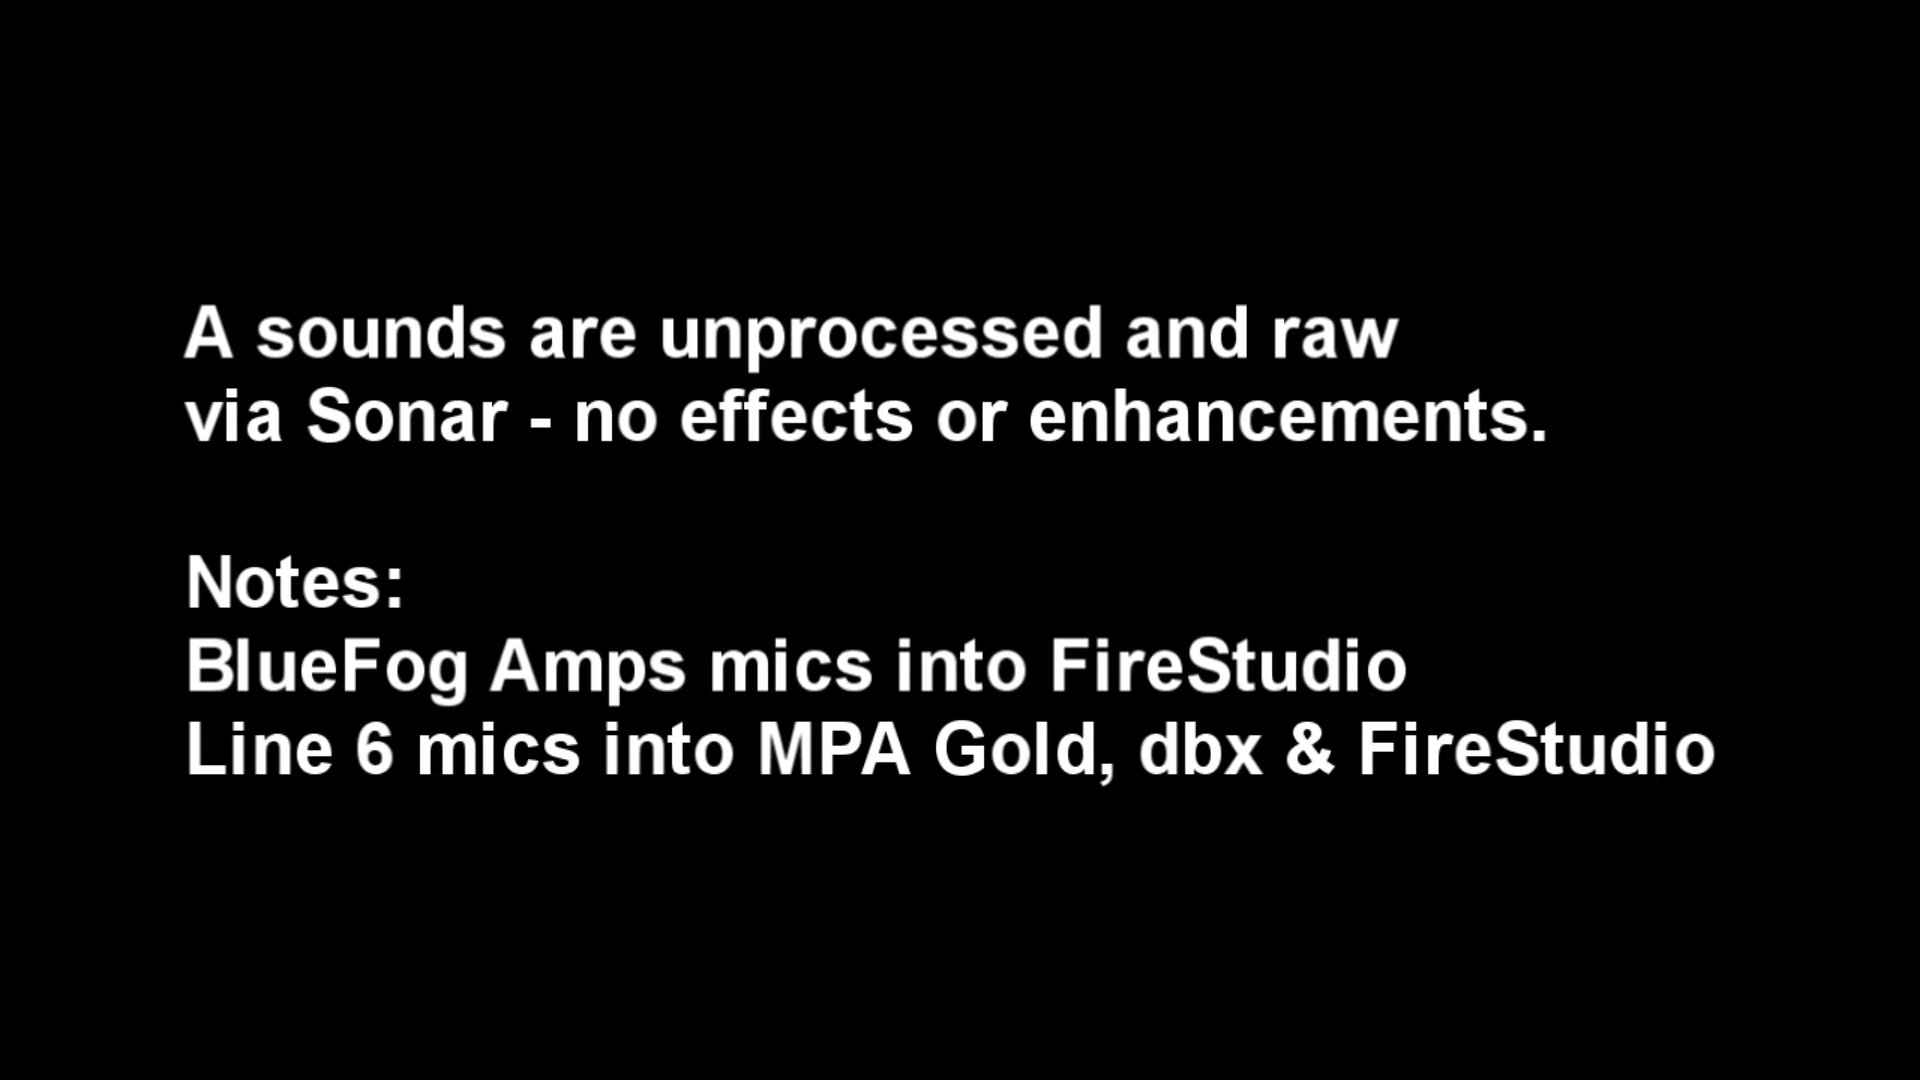 A sounds are unprocessed and raw
via Sonar - no effects or enhancements.
Notes:
BlueFog Amps mics into FireStudio
Line 6 mics into MPA Gold, dbx & FireStudio